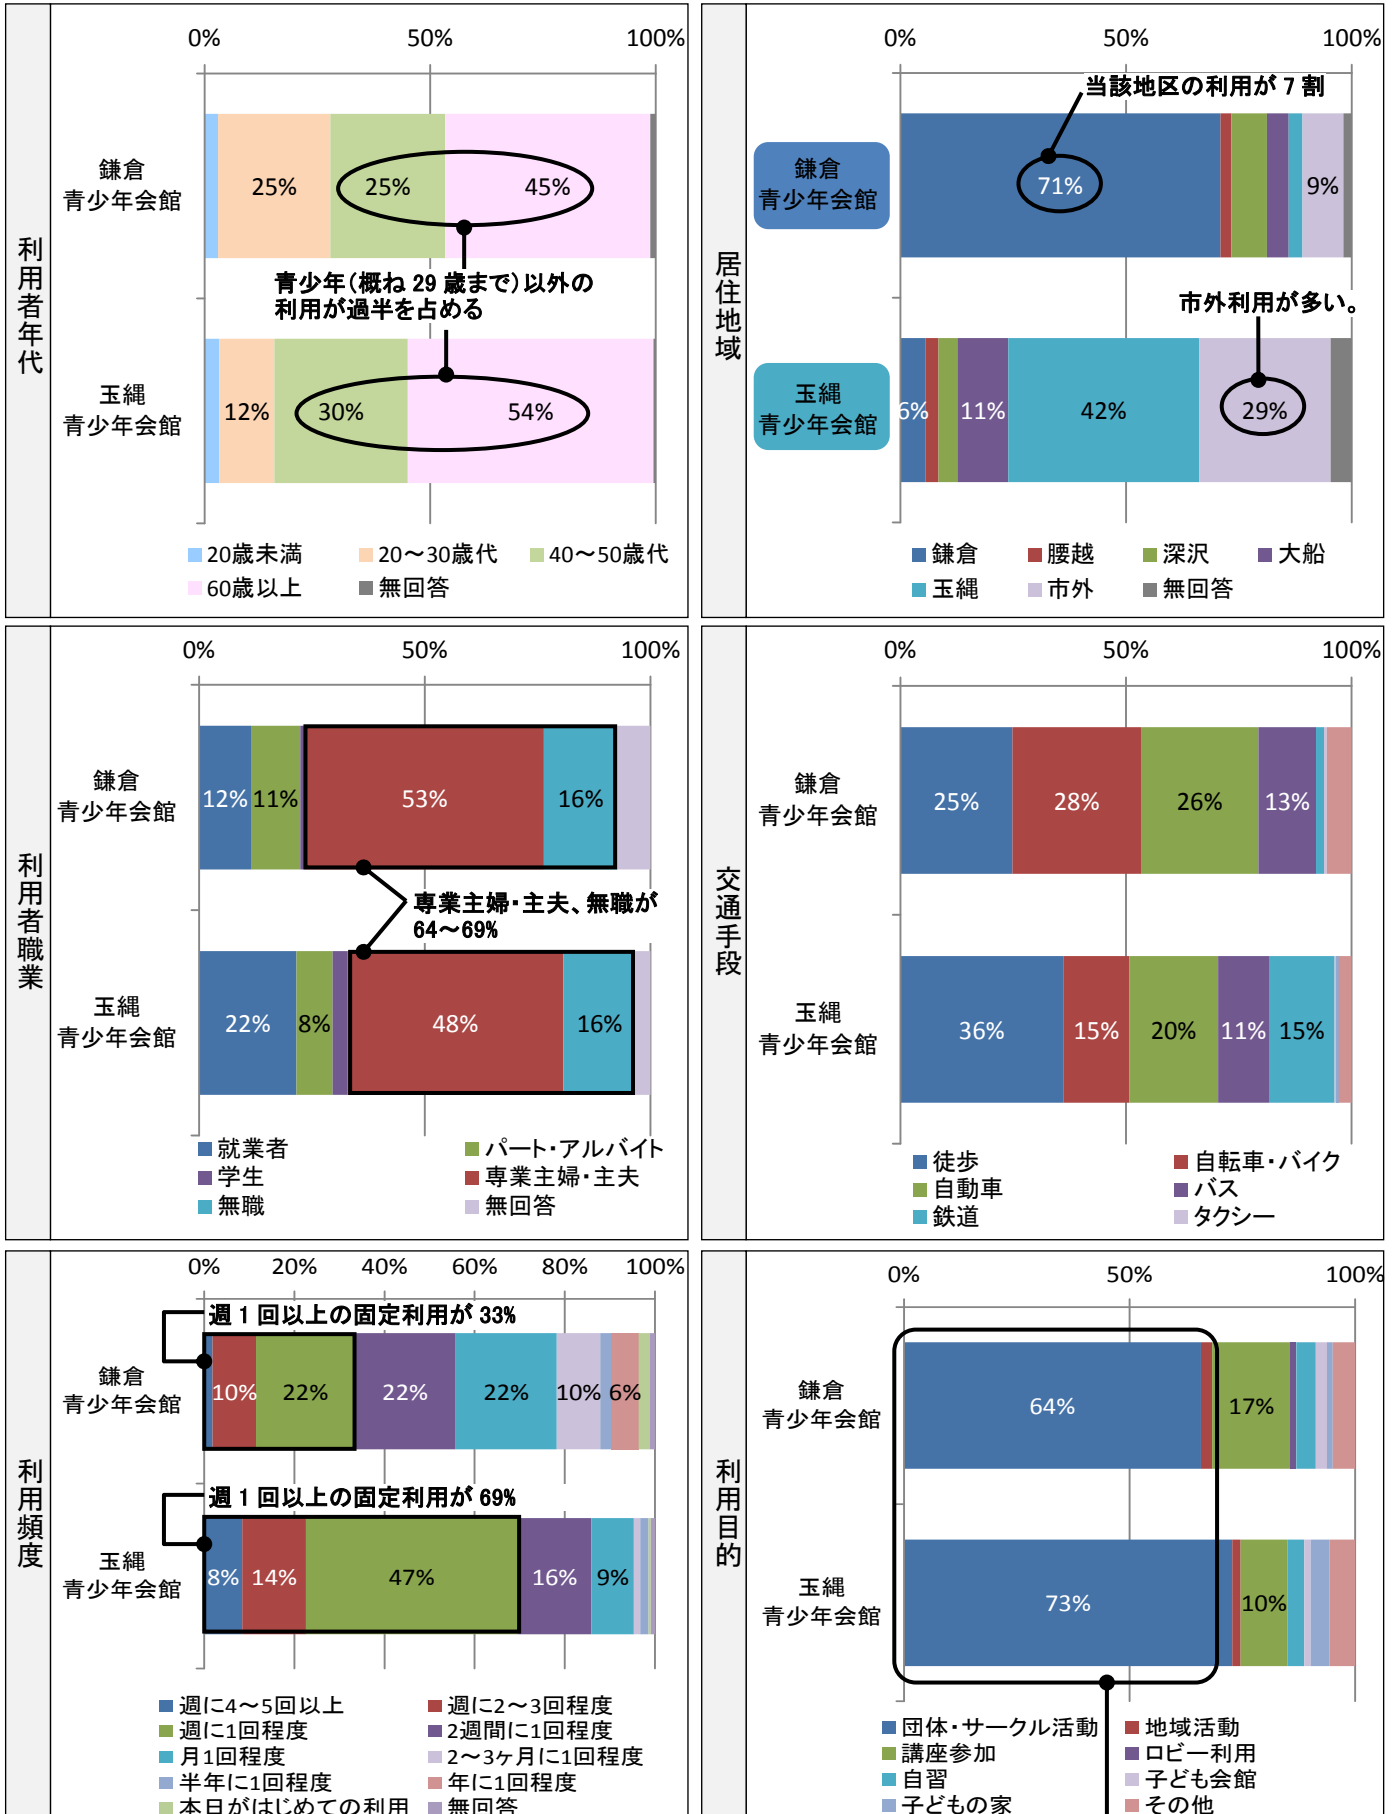 利用者年代
0% 50% 100%
鎌倉
青少年会館
25% 25% 45%
青少年（概ね 29 歳まで）以外の
利用が過半を占める
玉縄
青少年会館
12% 30% 54%
20歳未満 20～30歳代 40～50歳代
60歳以上 無回答
居住地域
0% 50% 100%
当該地区の利用が 7 割
鎌倉
青少年会館
71% 9%
市外利用が多い。
玉縄
青少年会館
6% 11% 42% 29%
鎌倉 腰越 深沢 大船
玉縄 市外 無回答
利用者職業
0% 50% 100%
鎌倉
青少年会館
12% 11% 53% 16%
専業主婦・主夫、無職が
64～69%
玉縄
青少年会館
22% 8% 48% 16%
就業者 パート・アルバイト
学生 専業主婦・主夫
無職 無回答
交通手段
0% 50% 100%
鎌倉
青少年会館
25% 28% 26% 13%
玉縄
青少年会館
36% 15% 20% 11% 15%
徒歩 自転車・バイク
自動車 バス
鉄道 タクシー
利用頻度
0% 20% 40% 60% 80% 100%
週 1 回以上の固定利用が 33%
鎌倉
青少年会館
10% 22% 22% 22% 10% 6%
週 1 回以上の固定利用が 69%
玉縄
青少年会館
8% 14% 47% 16% 9%
週に4～5回以上 週に2～3回程度
週に1回程度 2週間に1回程度
月1回程度 2～3ヶ月に1回程度
半年に1回程度 年に1回程度
本日がはじめての利用 無回答
利用目的
0% 50% 100%
鎌倉
青少年会館
64% 17%
玉縄
青少年会館
73% 10%
団体・サークル活動 地域活動
講座参加 ロビー利用
自習 子ども会館
子どもの家 その他